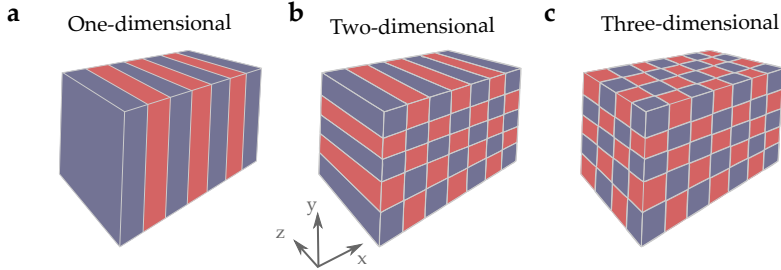 a One-dimensional
b Two-dimensional
c Three-dimensional
y
z
x